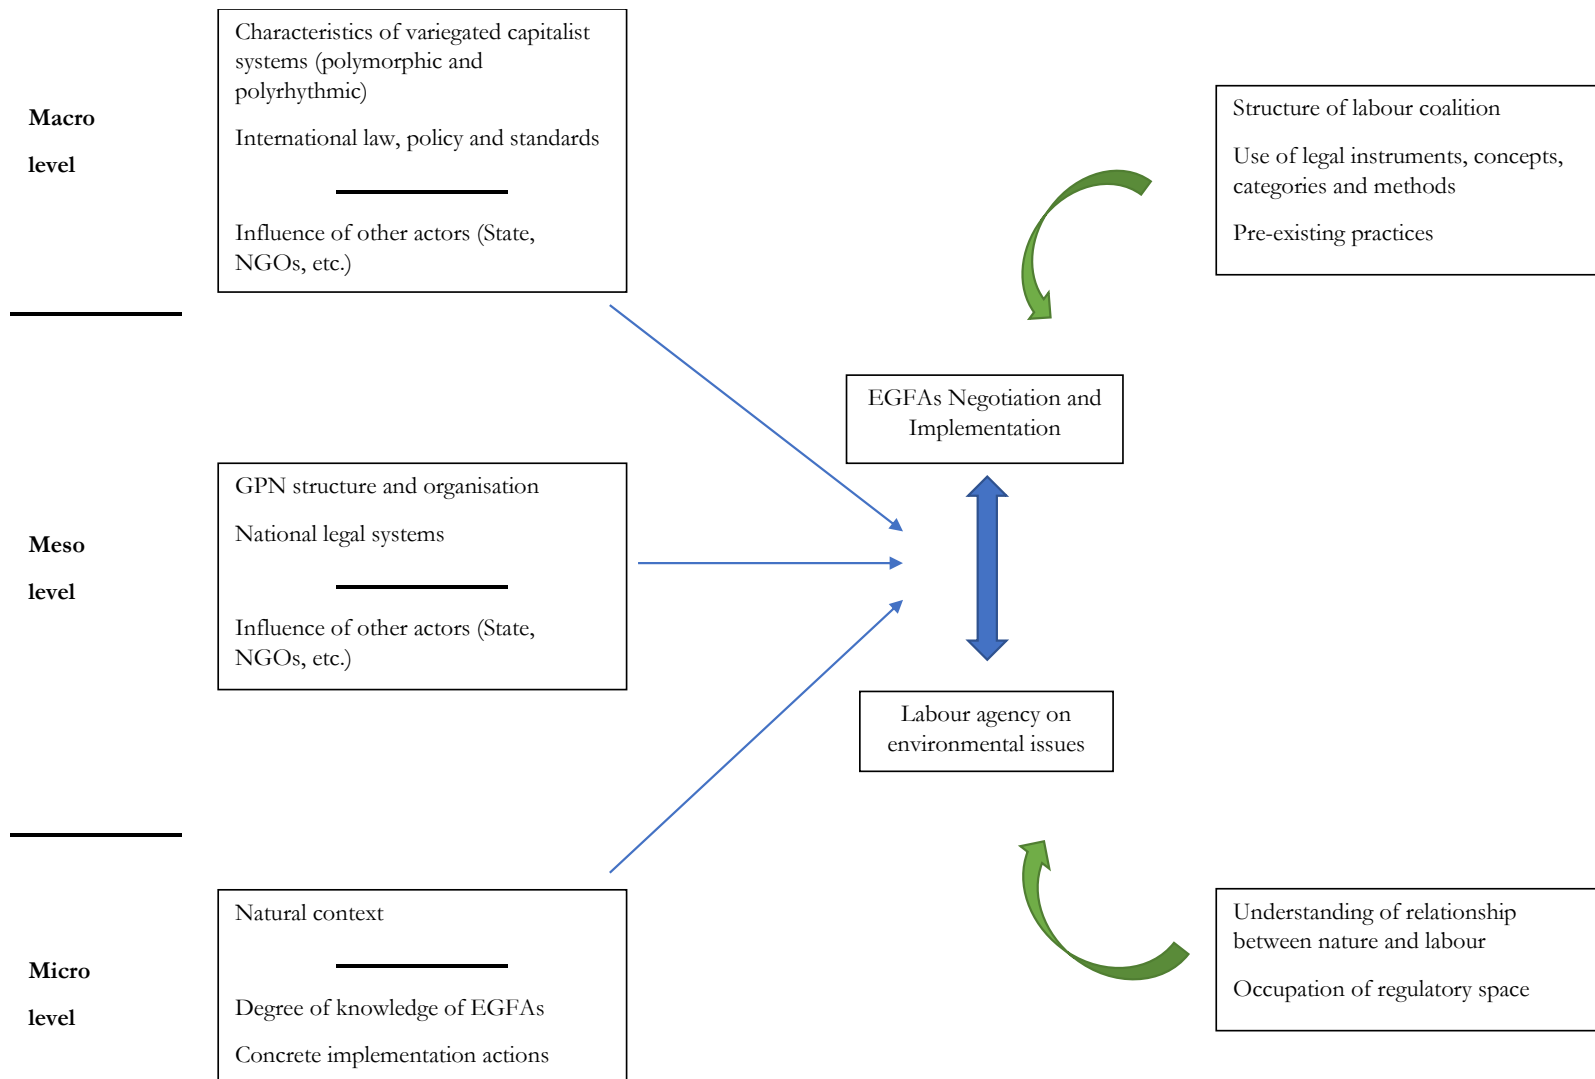 Macro
level
Characteristics of variegated capitalist
systems (polymorphic and
polyrhythmic)
International law, policy and standards
Influence of other actors (State,
NGOs, etc.)
Structure of labour coalition
Use of legal instruments, concepts,
categories and methods
Pre-existing practices
EGFAs Negotiation and
Implementation
Meso
level
GPN structure and organisation
National legal systems
Influence of other actors (State,
NGOs, etc.)
Labour agency on
environmental issues
Micro
level
Natural context
Degree of knowledge of EGFAs
Concrete implementation actions
Understanding of relationship
between nature and labour
Occupation of regulatory space